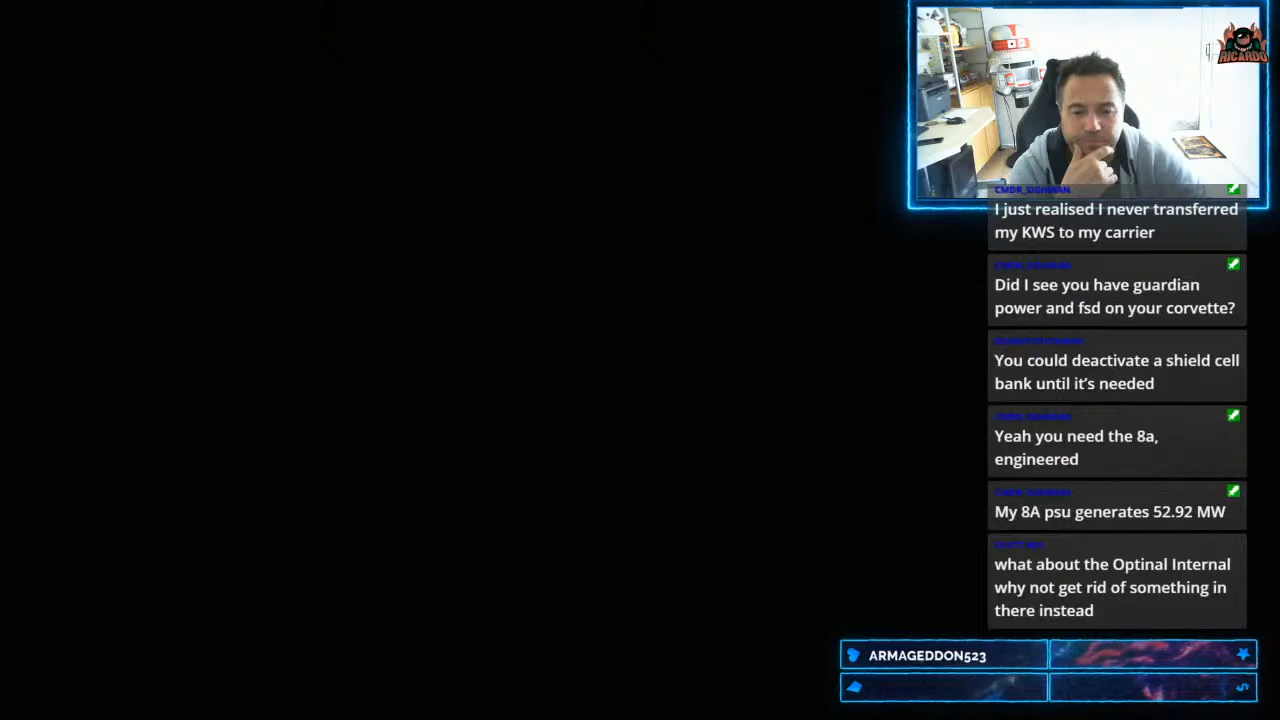 RICARDO
CMDR_SIGHMAN
I just realised I never transferred
my KWS to my carrier
Did I see you have guardian
power and fsd on your corvette?
You could deactivate a shield cell
bank until it’s needed
Yeah you need the 8a,
engineered
My 8A psu generates 52.92 MW
what about the Optinal Internal
why not get rid of something in
there instead
ARMAGEDDON523